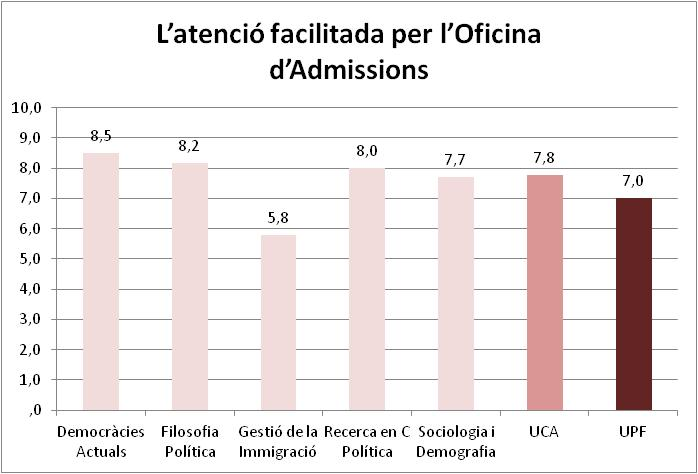 L’atenció facilitada per l’Oficina
d’Admissions
10,0
9,0
8,0
7,0
6,0
5,0
4,0
3,0
2,0
1,0
,0
8,5
8,2
5,8
8,0
7,7
7,8
7,0
Democràcies
Actuals
Filosofia
Política
Gestió de la
Immigració
Recerca en C
Política
Sociologia i
Demografia
UCA
UPF